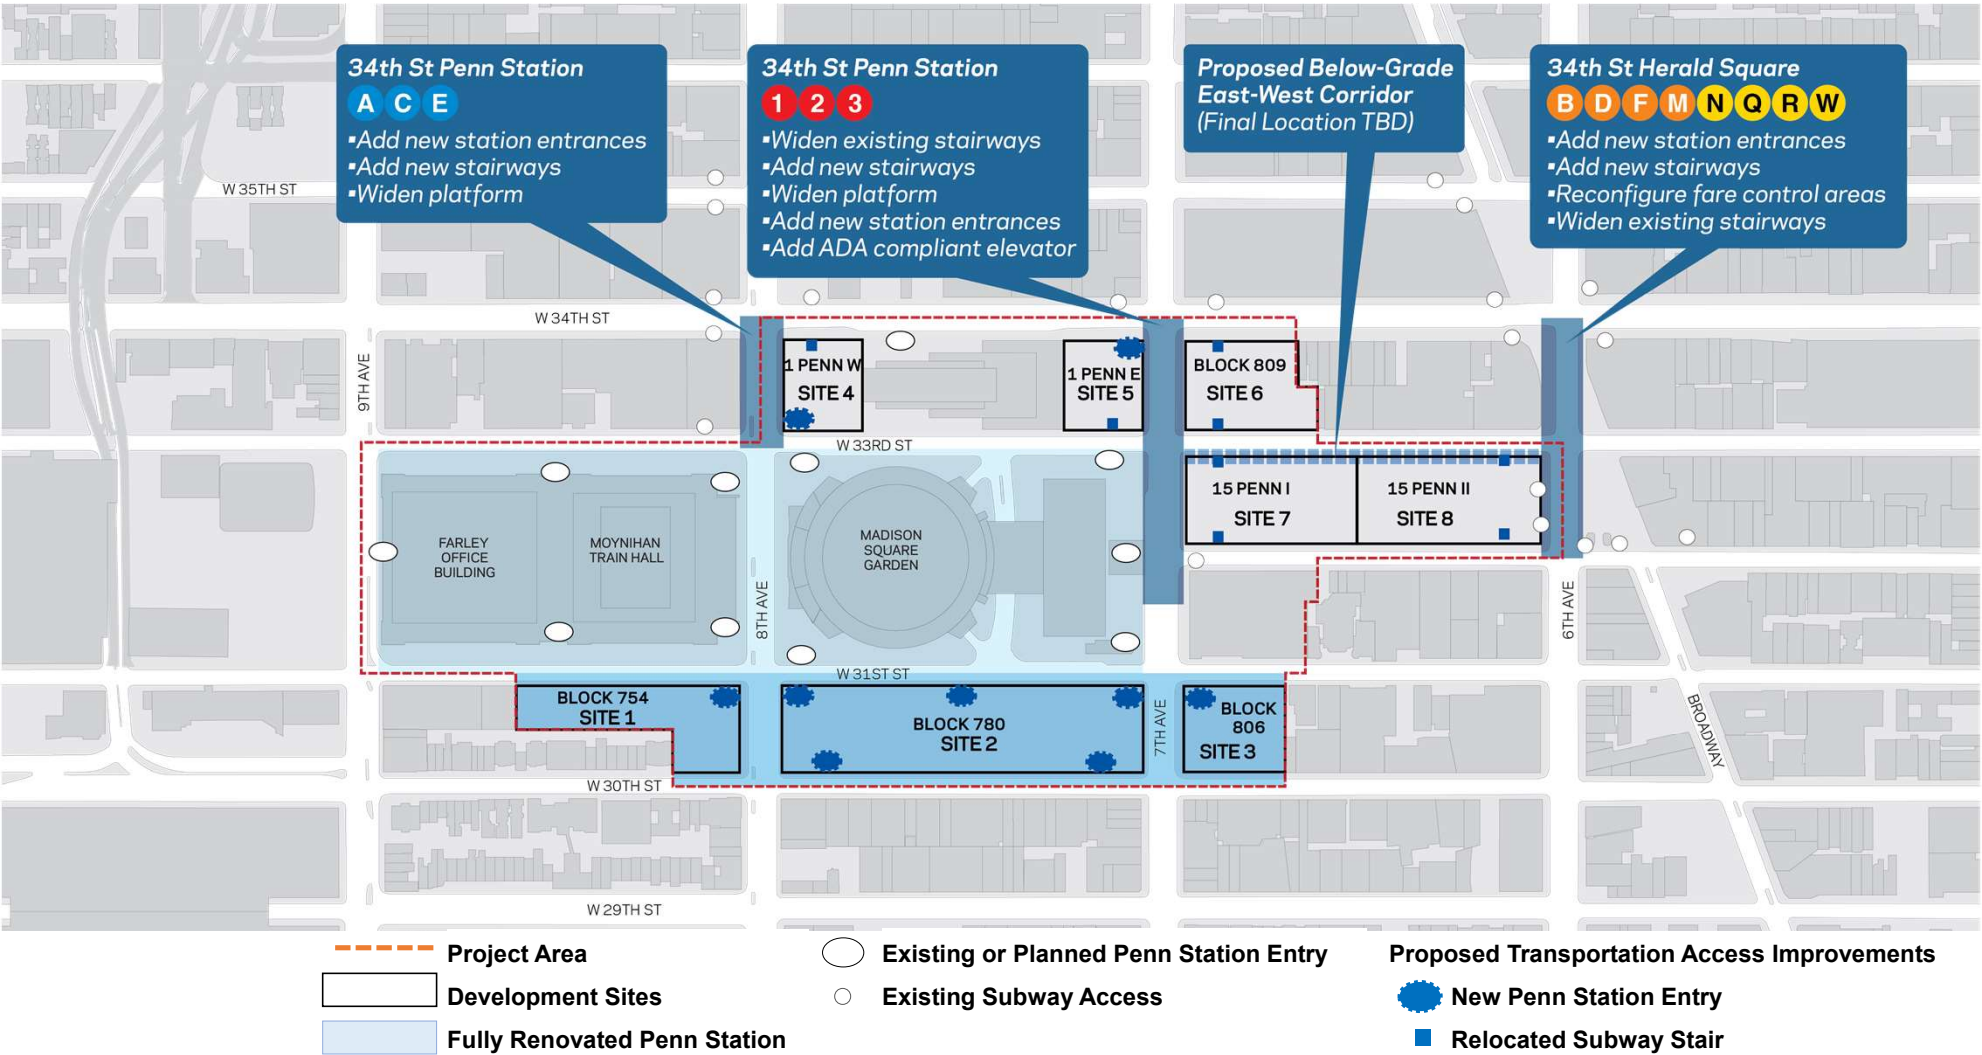 34th St Penn Station
A C E
▪Add new station entrances
▪Add new stairways
▪Widen platform
34th St Penn Station
1 2 3
▪Widen existing stairways
▪Add new stairways
▪Widen platform
▪Add new station entrances
▪Add ADA compliant elevator
Proposed Below-Grade
East-West Corridor
(Final Location TBD)
34th St Herald Square
B D F M N Q R W
▪Add new station entrances
▪Add new stairways
▪Reconfigure fare control areas
▪Widen existing stairways
W 35TH ST
W 34TH ST
9TH AVE
1 PENN W
SITE 4
1 PENN E
SITE 5
BLOCK 809
SITE 6
W 33RD ST
15 PENN I
SITE 7
15 PENN II
SITE 8
FARLEY
OFFICE
BUILDING
MOYNIHAN
TRAIN HALL
MADISON
SQUARE
GARDEN
8TH AVE
6TH AVE
W 31ST ST
BLOCK 754
SITE 1
BLOCK 780
SITE 2
7TH AVE
BLOCK
806
SITE 3
BROADWAY
W 30TH ST
W 29TH ST
Project Area
Development Sites
Fully Renovated Penn Station
Existing or Planned Penn Station Entry
Existing Subway Access
Proposed Transportation Access Improvements
New Penn Station Entry
Relocated Subway Stair